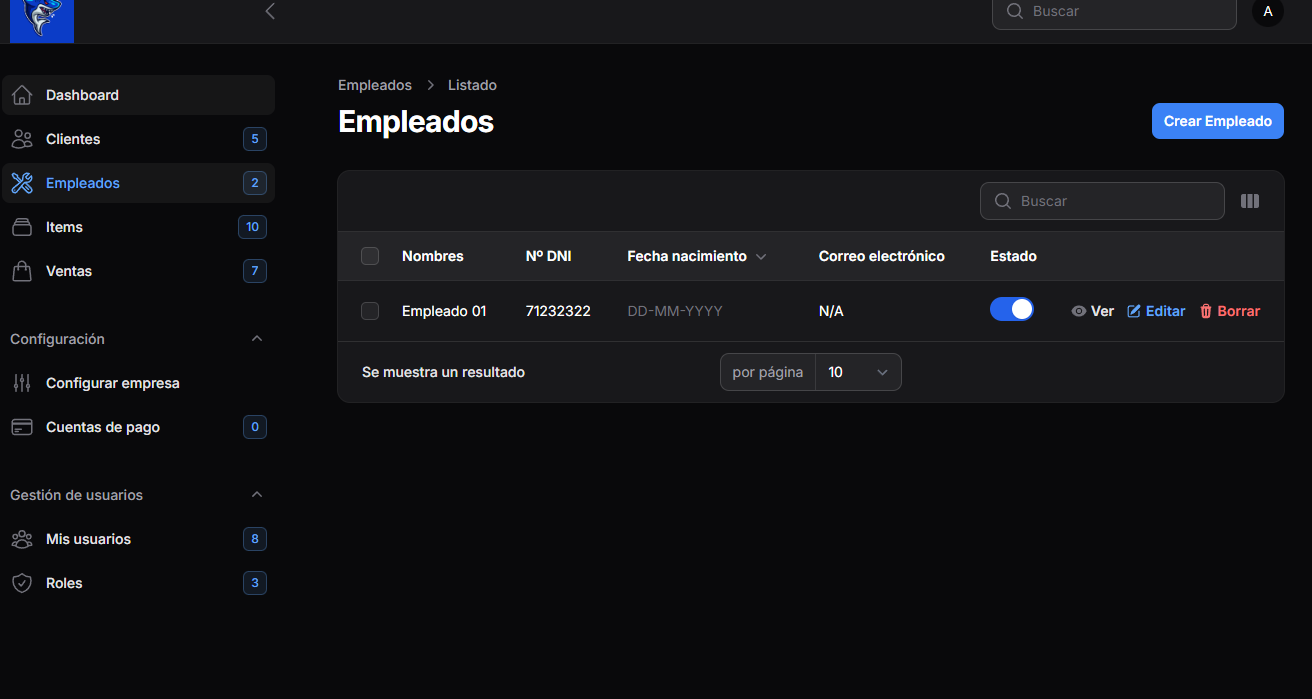 Buscar
A
Dashboard
Clientes 5
Empleados 2
Items 10
Ventas 7
Configuración
Configurar empresa
Cuentas de pago 0
Gestión de usuarios
Mis usuarios 8
Roles 3
Empleados > Listado
Empleados
Crear Empleado
Buscar
Nombres Nº DNI Fecha nacimiento Correo electrónico Estado
Empleado 01 71232322 DD-MM-YYYY N/A Ver Editar Borrar
Se muestra un resultado por página 10